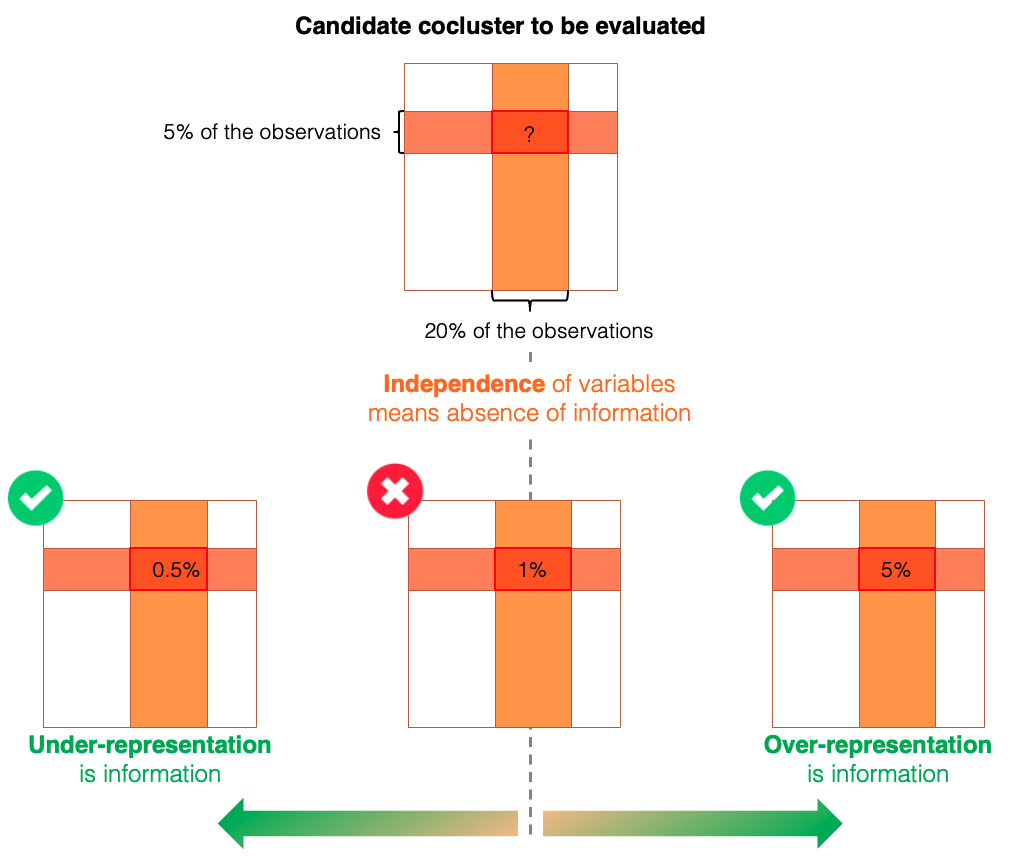 Candidate cocluster to be evaluated
5% of the observations
?
20% of the observations
Independence of variables
means absence of information
0.5%
1%
5%
Under-representation
is information
Over-representation
is information